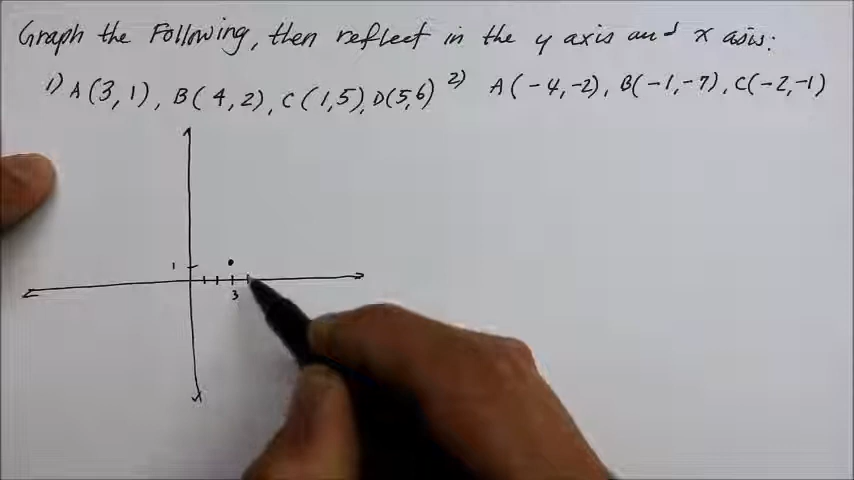 Graph the Following, then reflect in the y axis and x asis:
1) A(3, 1), B(4, 2), C(1,5), D(5,6) 2) A(-4,-2), B(-1,-7), C(-2,-1)
1
3